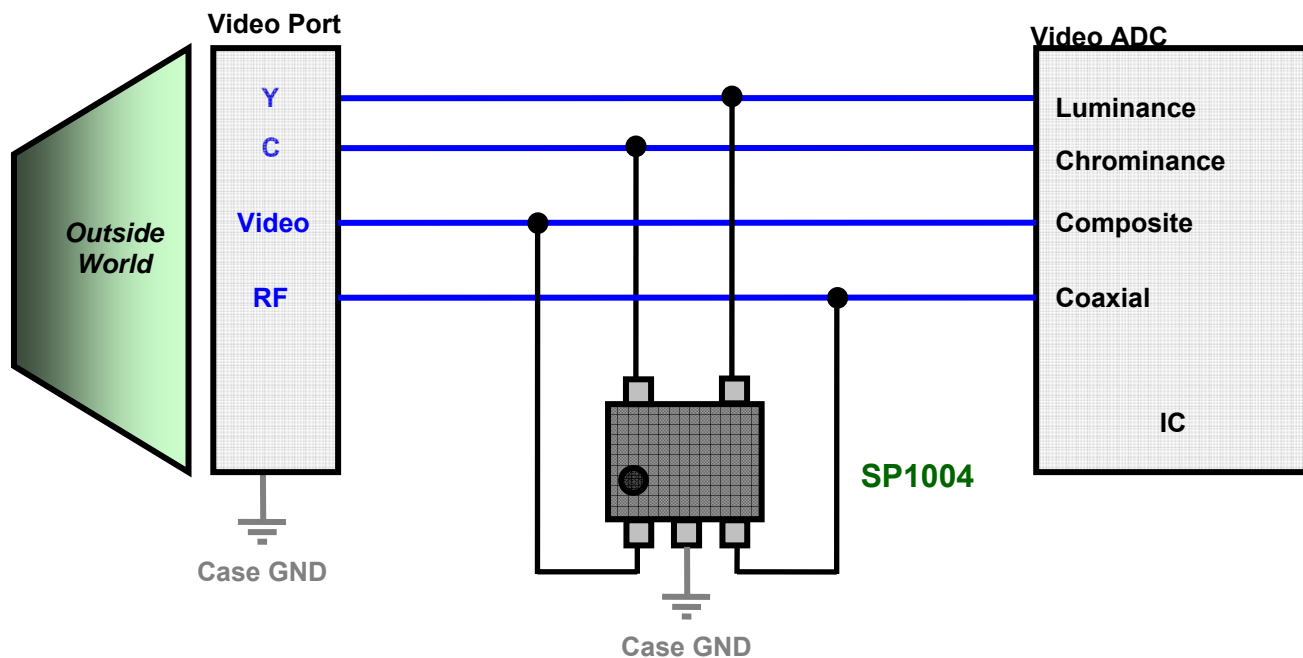 Video Port
Video ADC
Y
C
Video
RF
Outside
World
Luminance
Chrominance
Composite
Coaxial
IC
SP1004
Case GND
Case GND